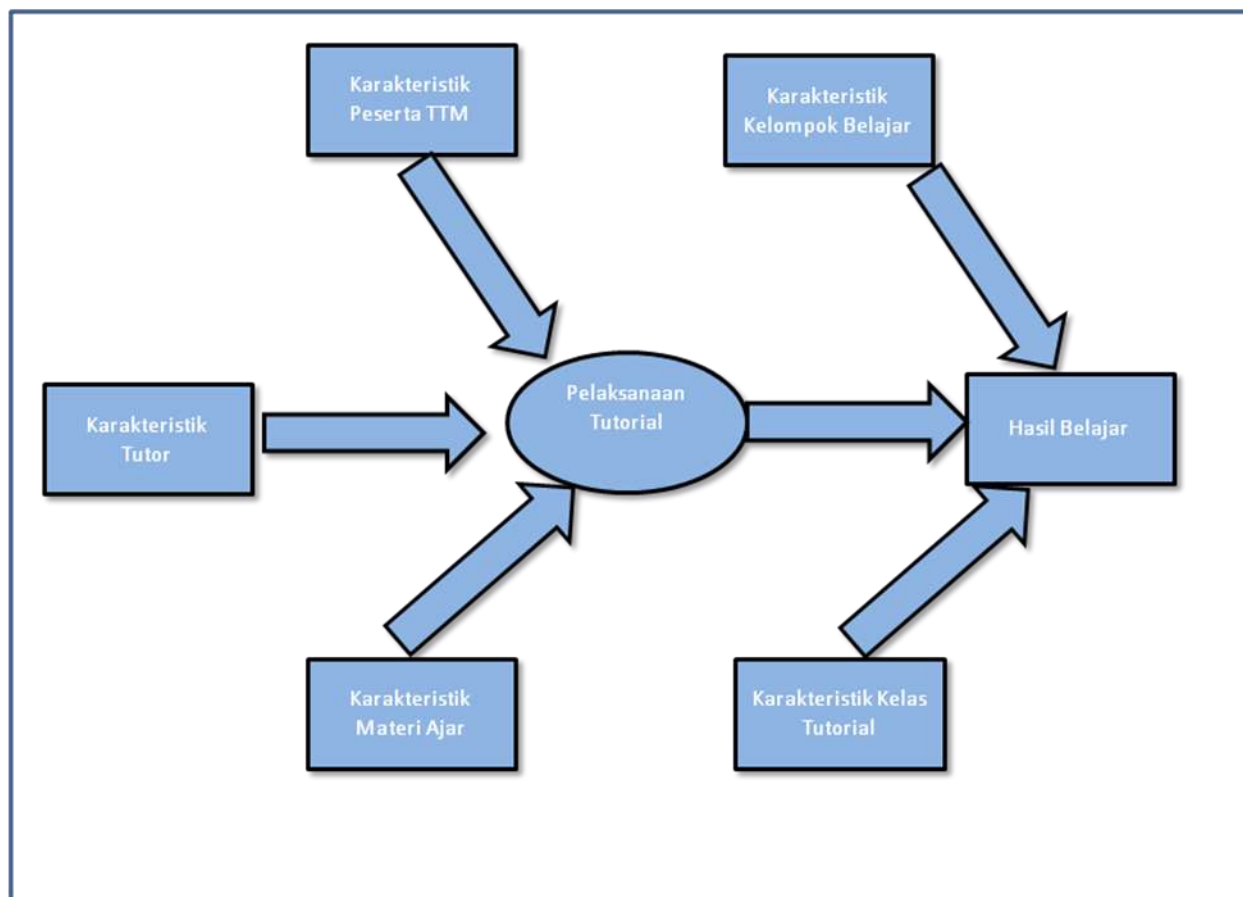 Karakteristik
Peserta TTM
Karakteristik
Kelompok Belajar
Karakteristik
Tutor
Pelaksanaan
Tutorial
Hasil Belajar
Karakteristik
Materi Ajar
Karakteristik Kelas
Tutorial